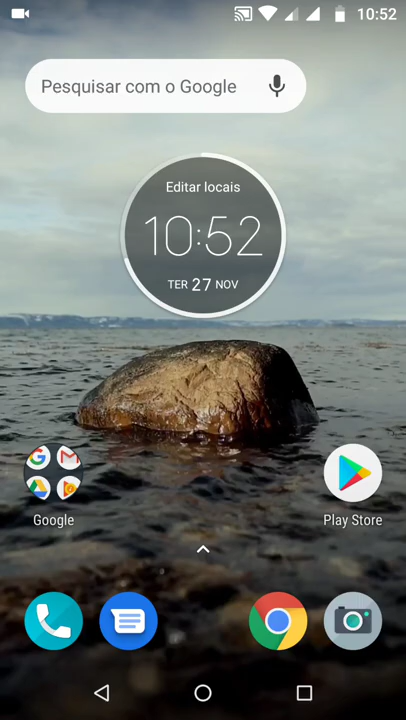 10:52
Pesquisar com o Google
Editar locais
10:52
TER 27 NOV
Google
Play Store